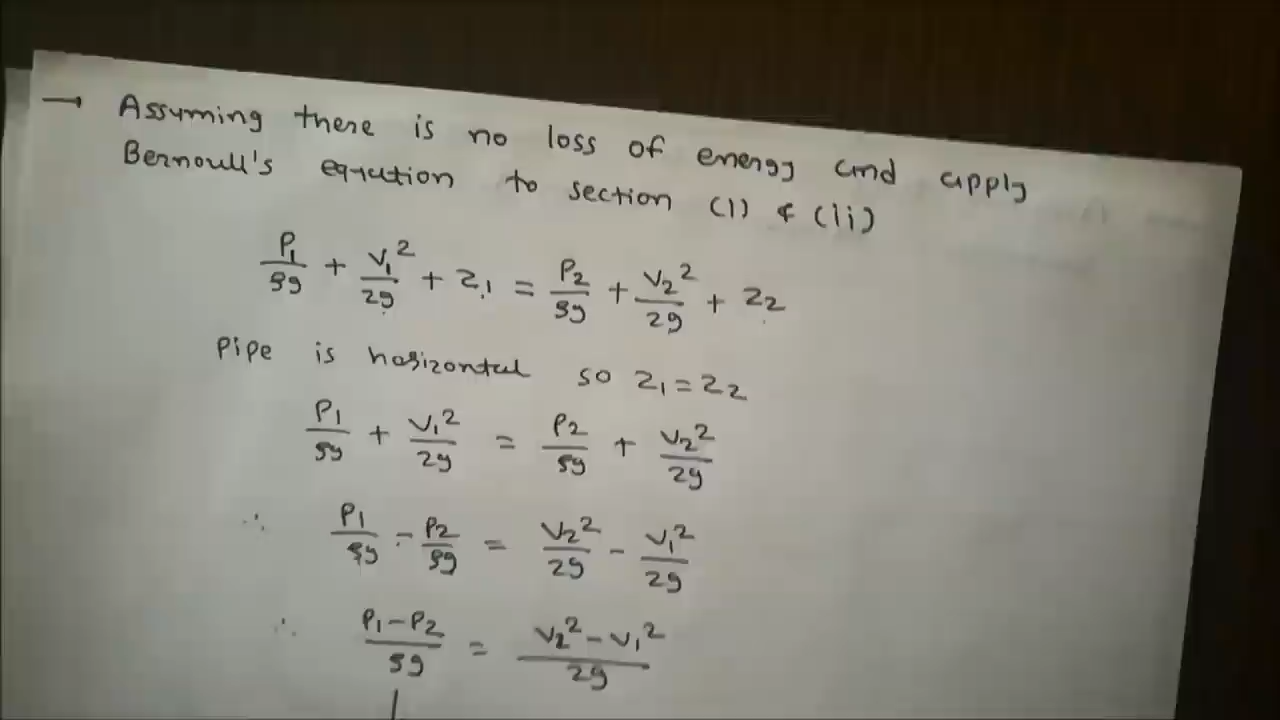 → Assuming there is no loss of energy and apply
Bernoull's equation to section (1) & (ii)
P₁/ρg + V₁²/2g + Z₁ = P₂/ρg + V₂²/2g + Z₂
Pipe is horizontal so Z₁ = Z₂
P₁/ρg + V₁²/2g = P₂/ρg + V₂²/2g
∴ P₁/ρg - P₂/ρg = V₂²/2g - V₁²/2g
∴ P₁-P₂/ρg = V₂²-V₁²/2g